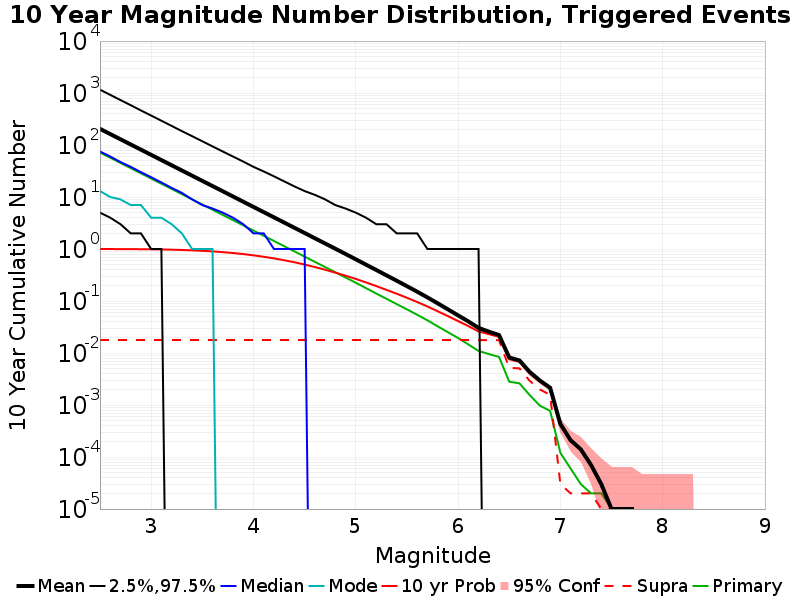 10 Year Magnitude Number Distribution, Triggered Events
10 Year Cumulative Number
10^4
10^3
10^2
10^1
10^0
10^-1
10^-2
10^-3
10^-4
10^-5
3 4 5 6 7 8 9
Magnitude
Mean 2.5%,97.5% Median Mode 10 yr Prob 95% Conf Supra Primary